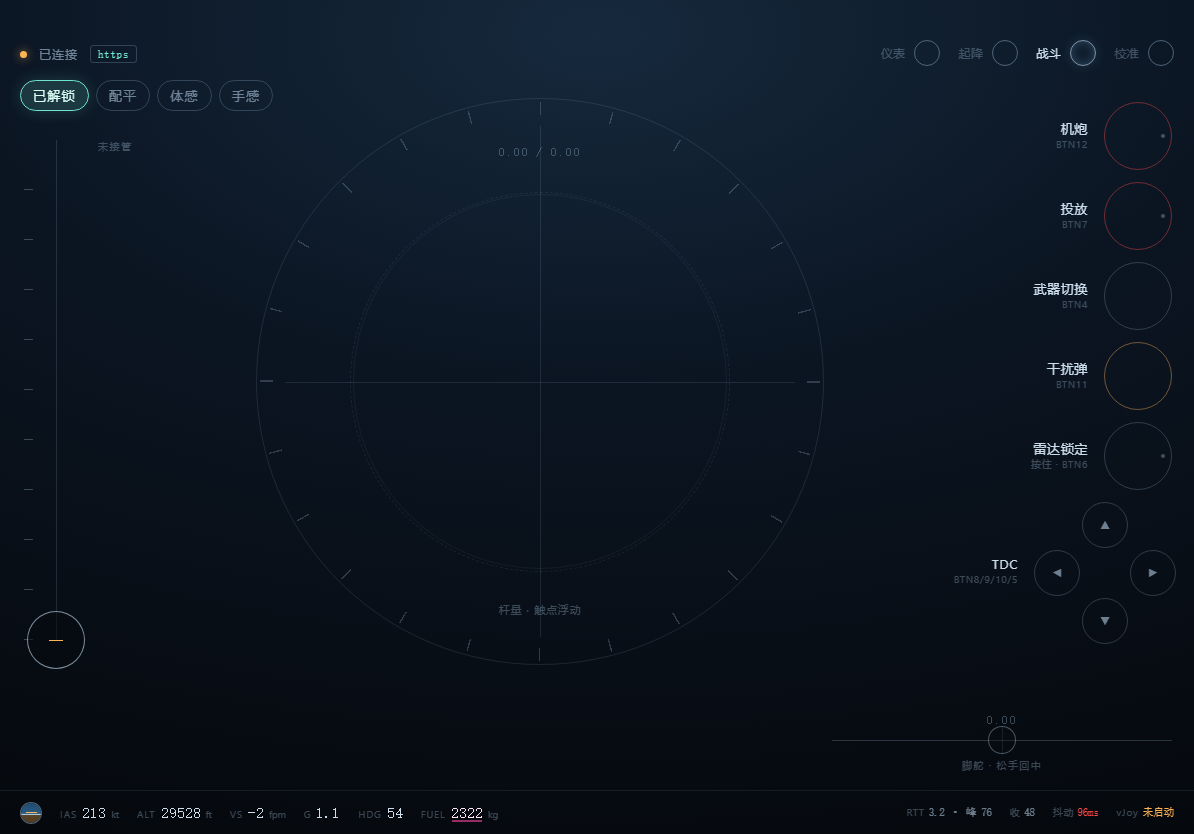 已连接 https
仪表 起降 战斗 校准
已解锁 配平 体感 手感
未接管
0.00 / 0.00
机炮
BTN12
投放
BTN7
武器切换
BTN4
干扰弹
BTN11
雷达锁定
按住 · BTN6
TDC
BTN8/9/10/5
杆量 · 触点浮动
0.00
脚舵 · 松手回中
IAS 213 kt ALT 29528 ft VS −2 fpm G 1.1 HDG 54 FUEL 2322 kg
RTT 3.2 · 峰 76 收 48 抖动 96ms vJoy 未启动